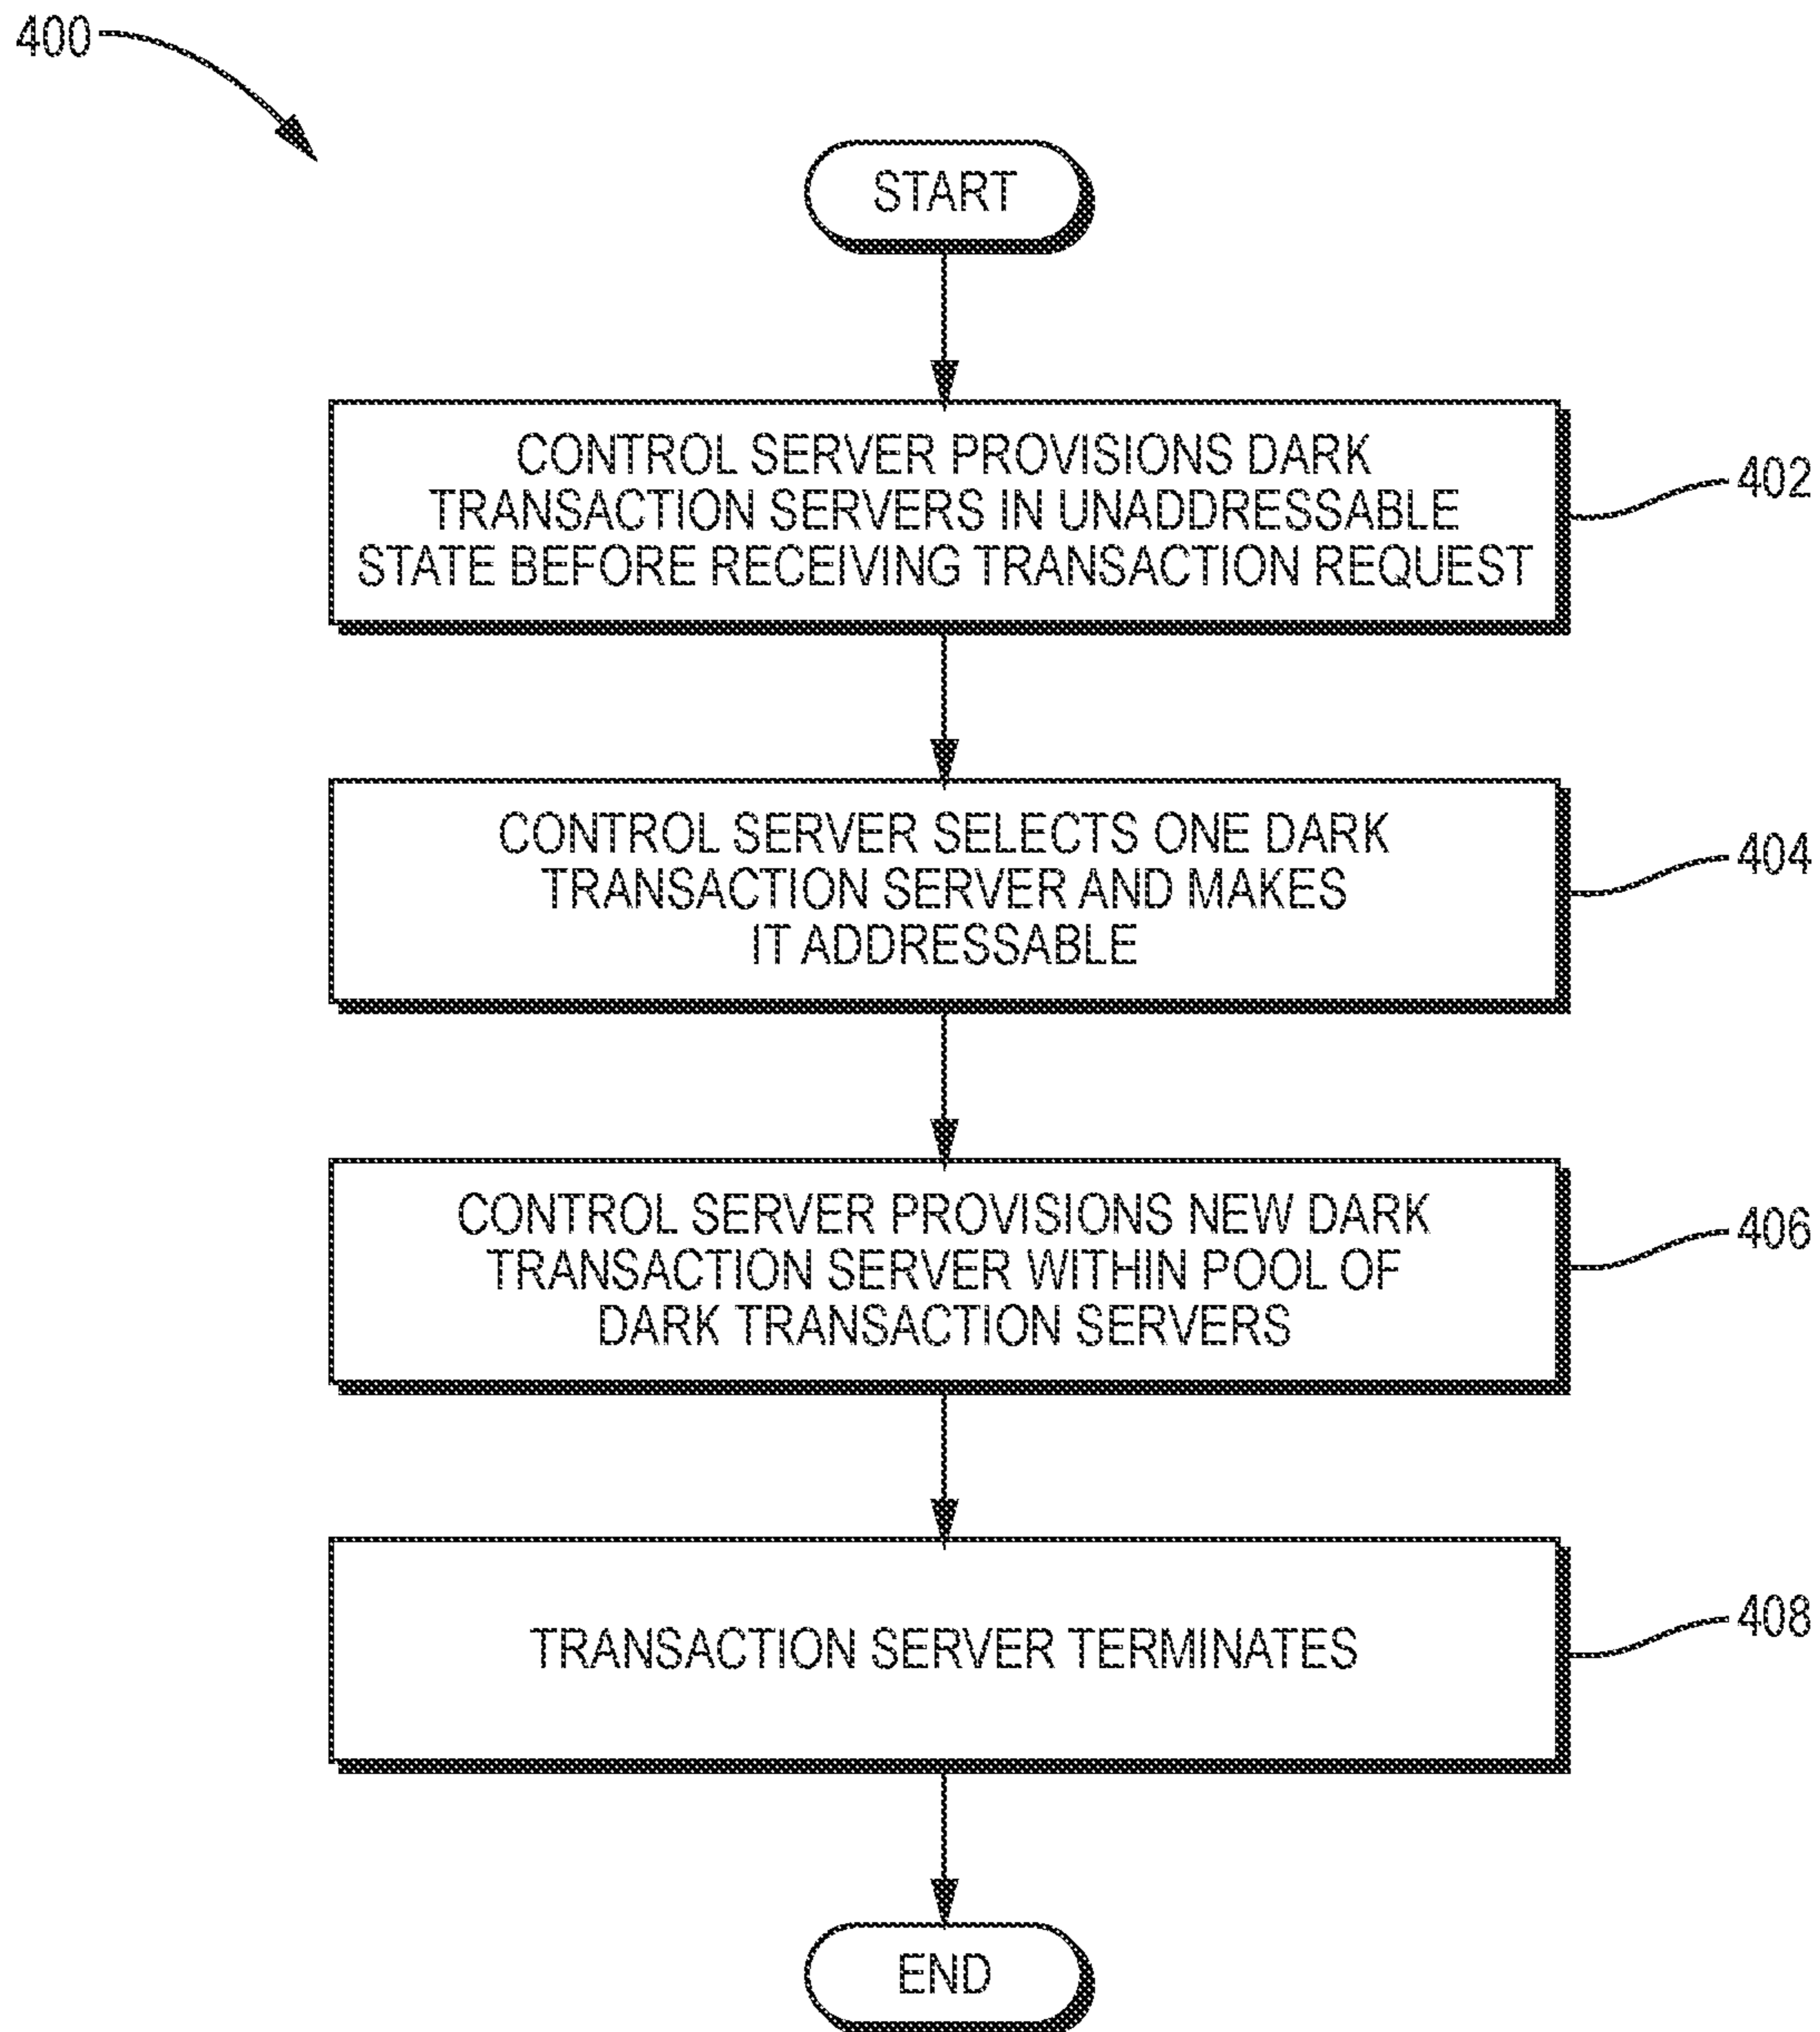 400
START
CONTROL SERVER PROVISIONS DARK
TRANSACTION SERVERS IN UNADDRESSABLE
STATE BEFORE RECEIVING TRANSACTION REQUEST
402
CONTROL SERVER SELECTS ONE DARK
TRANSACTION SERVER AND MAKES
IT ADDRESSABLE
404
CONTROL SERVER PROVISIONS NEW DARK
TRANSACTION SERVER WITHIN POOL OF
DARK TRANSACTION SERVERS
406
TRANSACTION SERVER TERMINATES
408
END